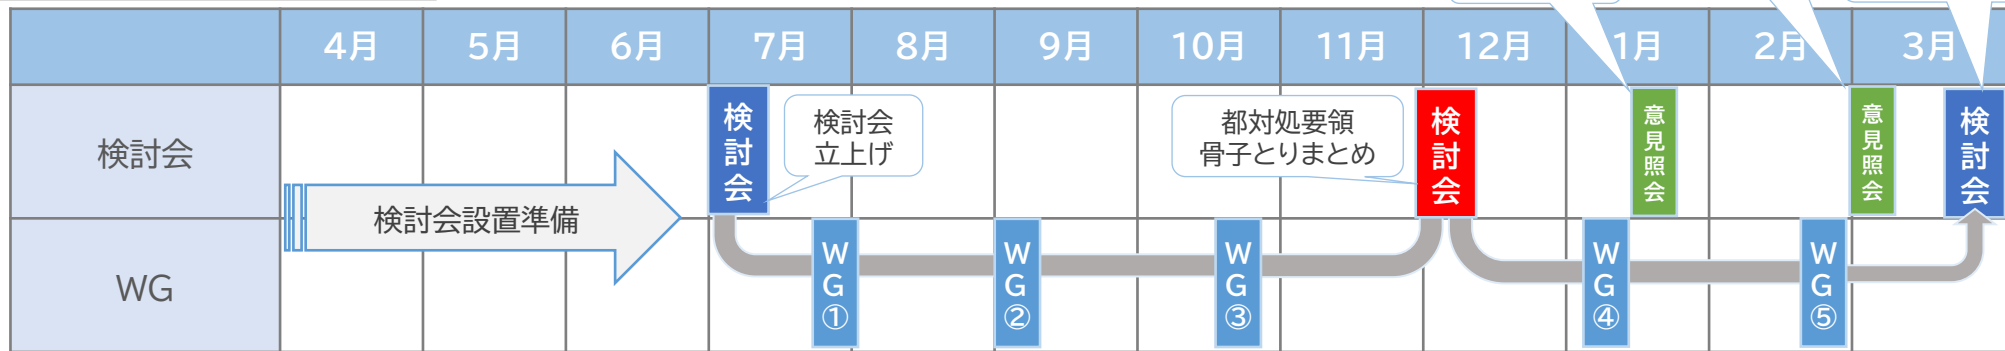 4月 5月 6月 7月 8月 9月 10月 11月 12月 1月 2月 3月
検討会
検討会
検討会
立上げ
都対処要領
骨子とりまとめ
検討会
意見照会
意見照会
検討会
検討会設置準備
WG
WG①
WG②
WG③
WG④
WG⑤